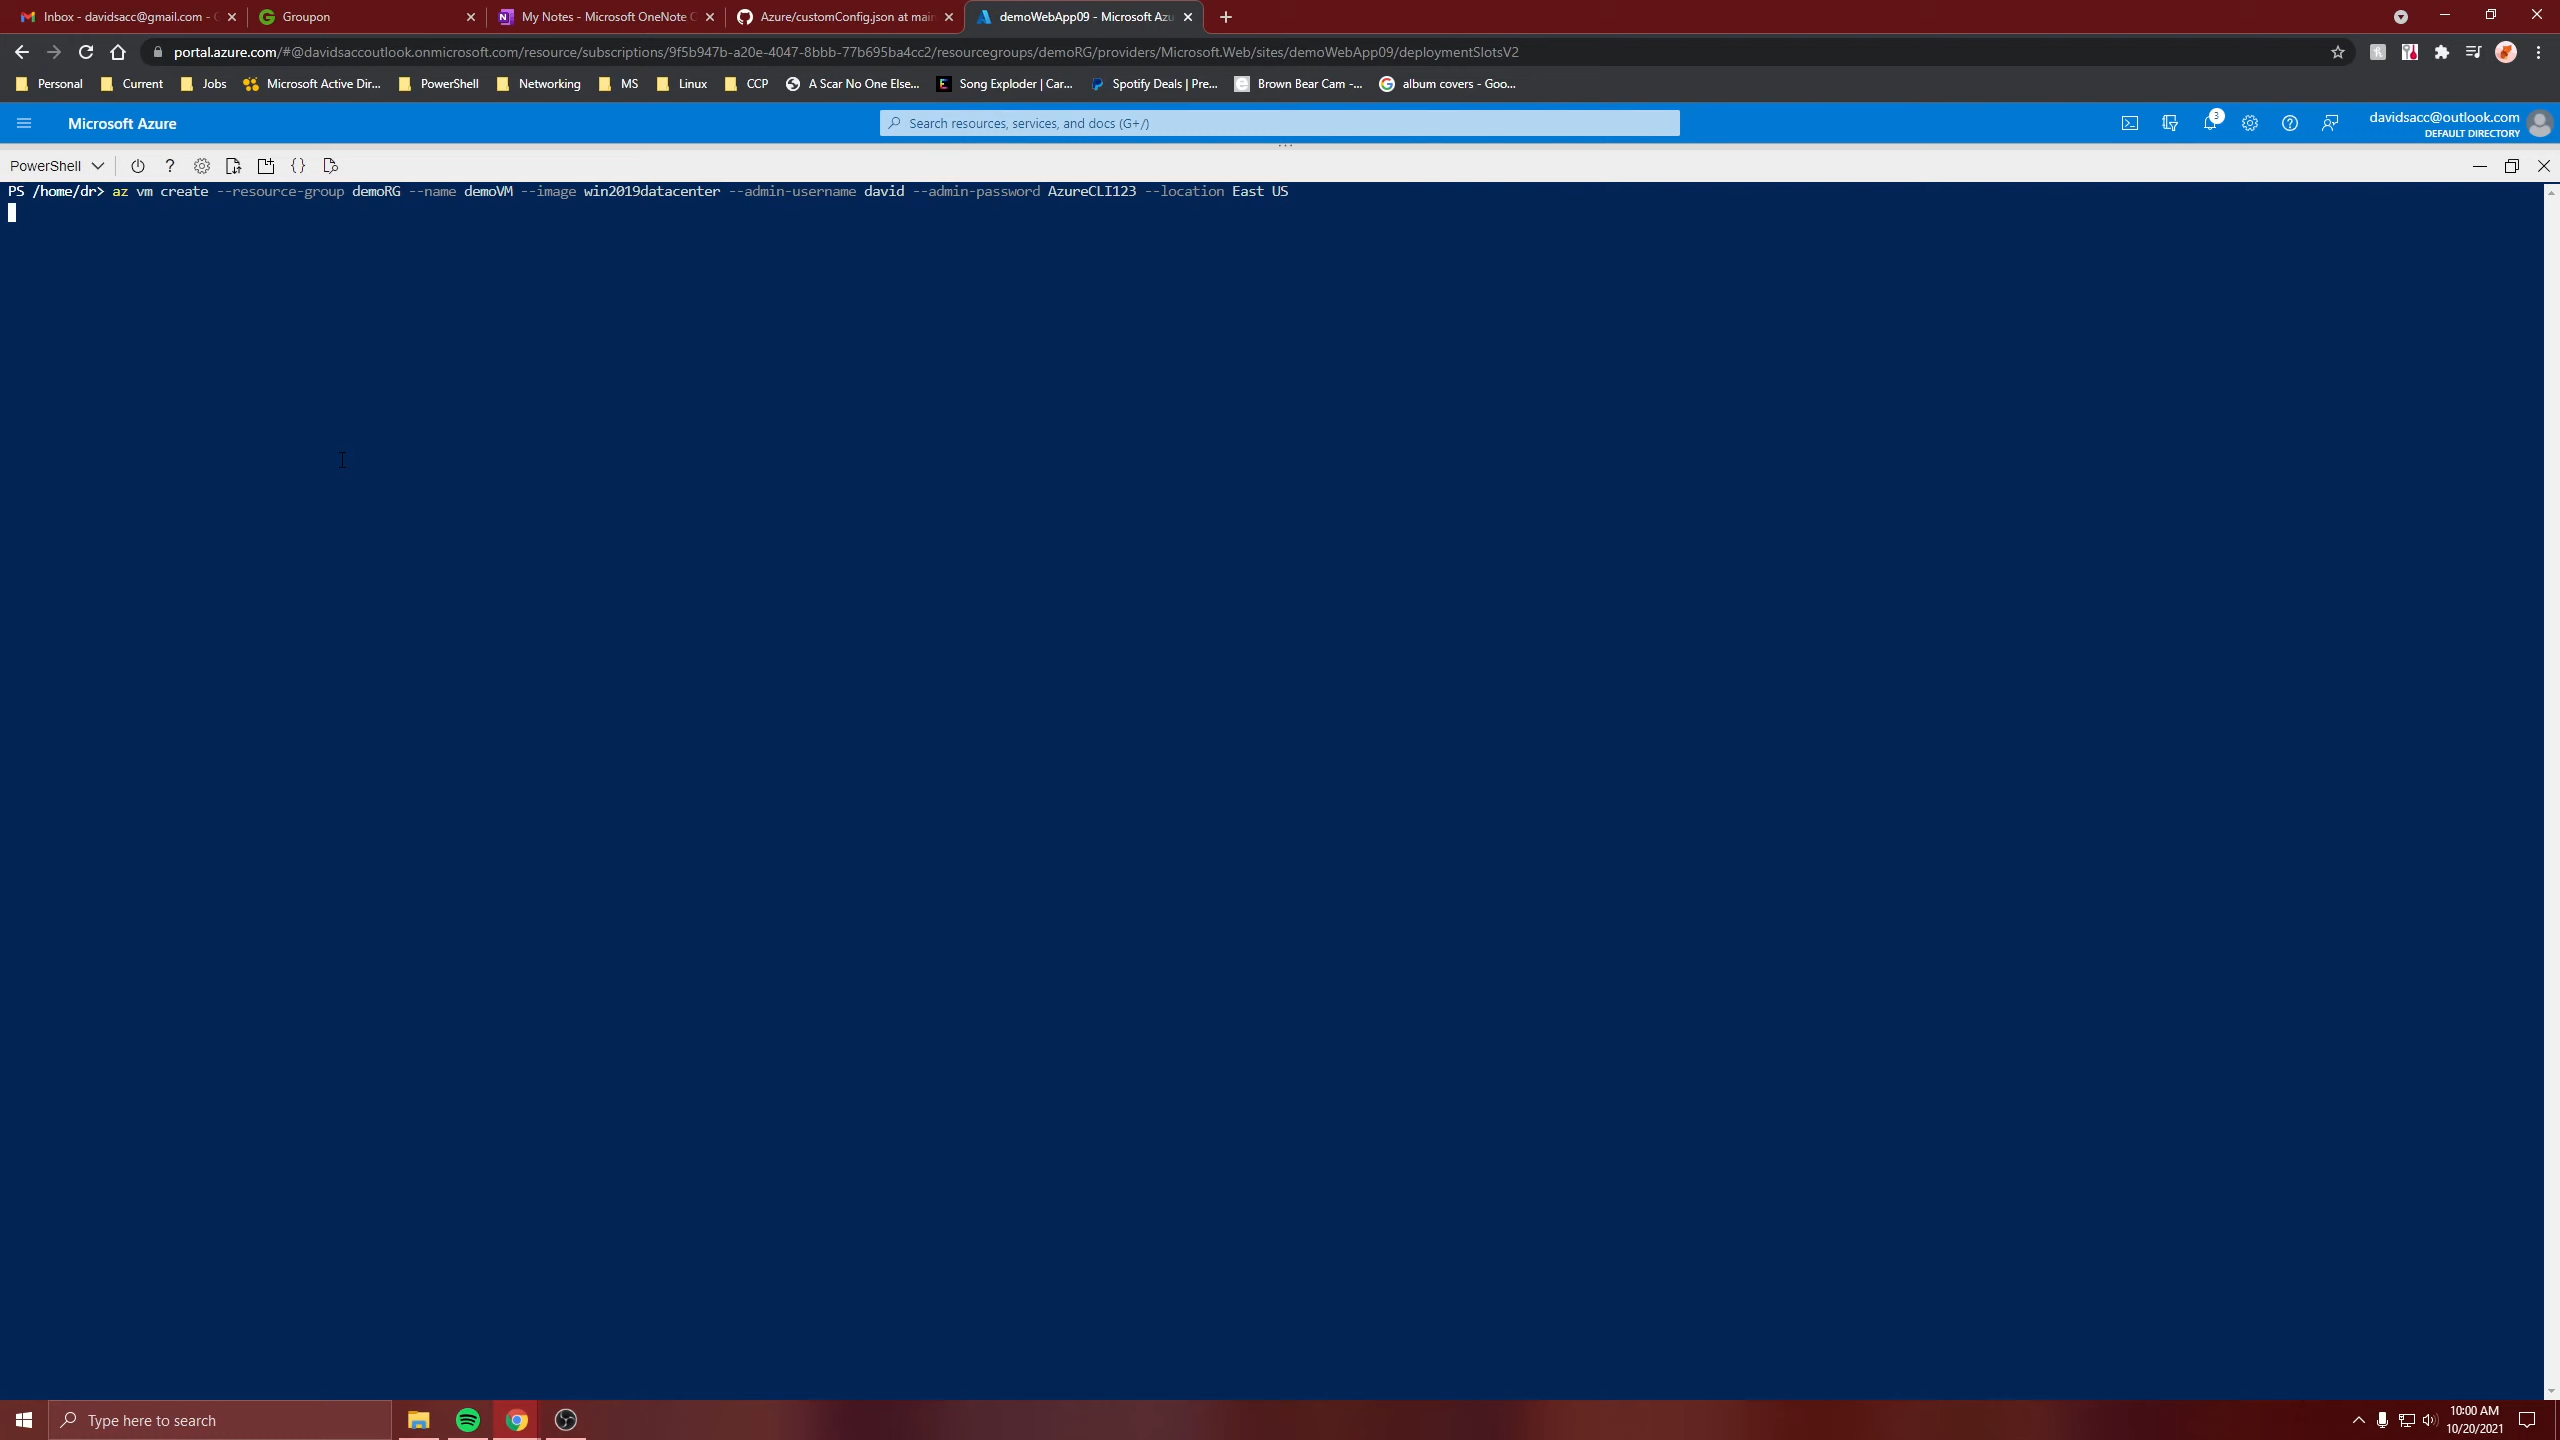 Inbox - davidsacc@gmail.com - G
Groupon
My Notes - Microsoft OneNote O
Azure/customConfig.json at main
demoWebApp09 - Microsoft Azu
portal.azure.com/#@davidsaccoutlook.onmicrosoft.com/resource/subscriptions/9f5b947b-a20e-4047-8bbb-77b695ba4cc2/resourcegroups/demoRG/providers/Microsoft.Web/sites/demoWebApp09/deploymentSlotsV2
Personal
Current
Jobs
Microsoft Active Dir...
PowerShell
Networking
MS
Linux
CCP
A Scar No One Else...
Song Exploder | Car...
Spotify Deals | Pre...
Brown Bear Cam -...
album covers - Goo...
Microsoft Azure
Search resources, services, and docs (G+/)
3
davidsacc@outlook.com
DEFAULT DIRECTORY
PowerShell
PS /home/dr> az vm create --resource-group demoRG --name demoVM --image win2019datacenter --admin-username david --admin-password AzureCLI123 --location East US
Type here to search
10:00 AM
10/20/2021